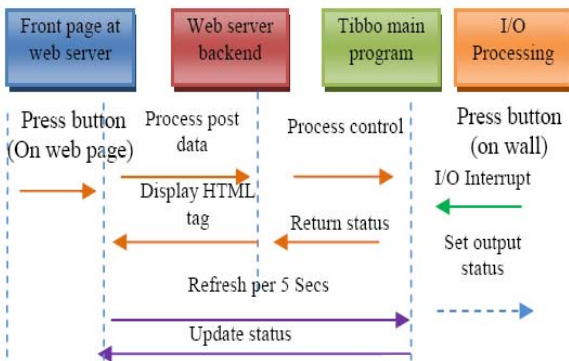 Front page at
web server
Web server
backend
Tibbo main
program
I/O
Processing
Press button
(On web page)
Process post
data
Process control
Press button
(on wall)
Display HTML
tag
Return status
I/O Interrupt
Set output
status
Refresh per 5 Secs
Update status